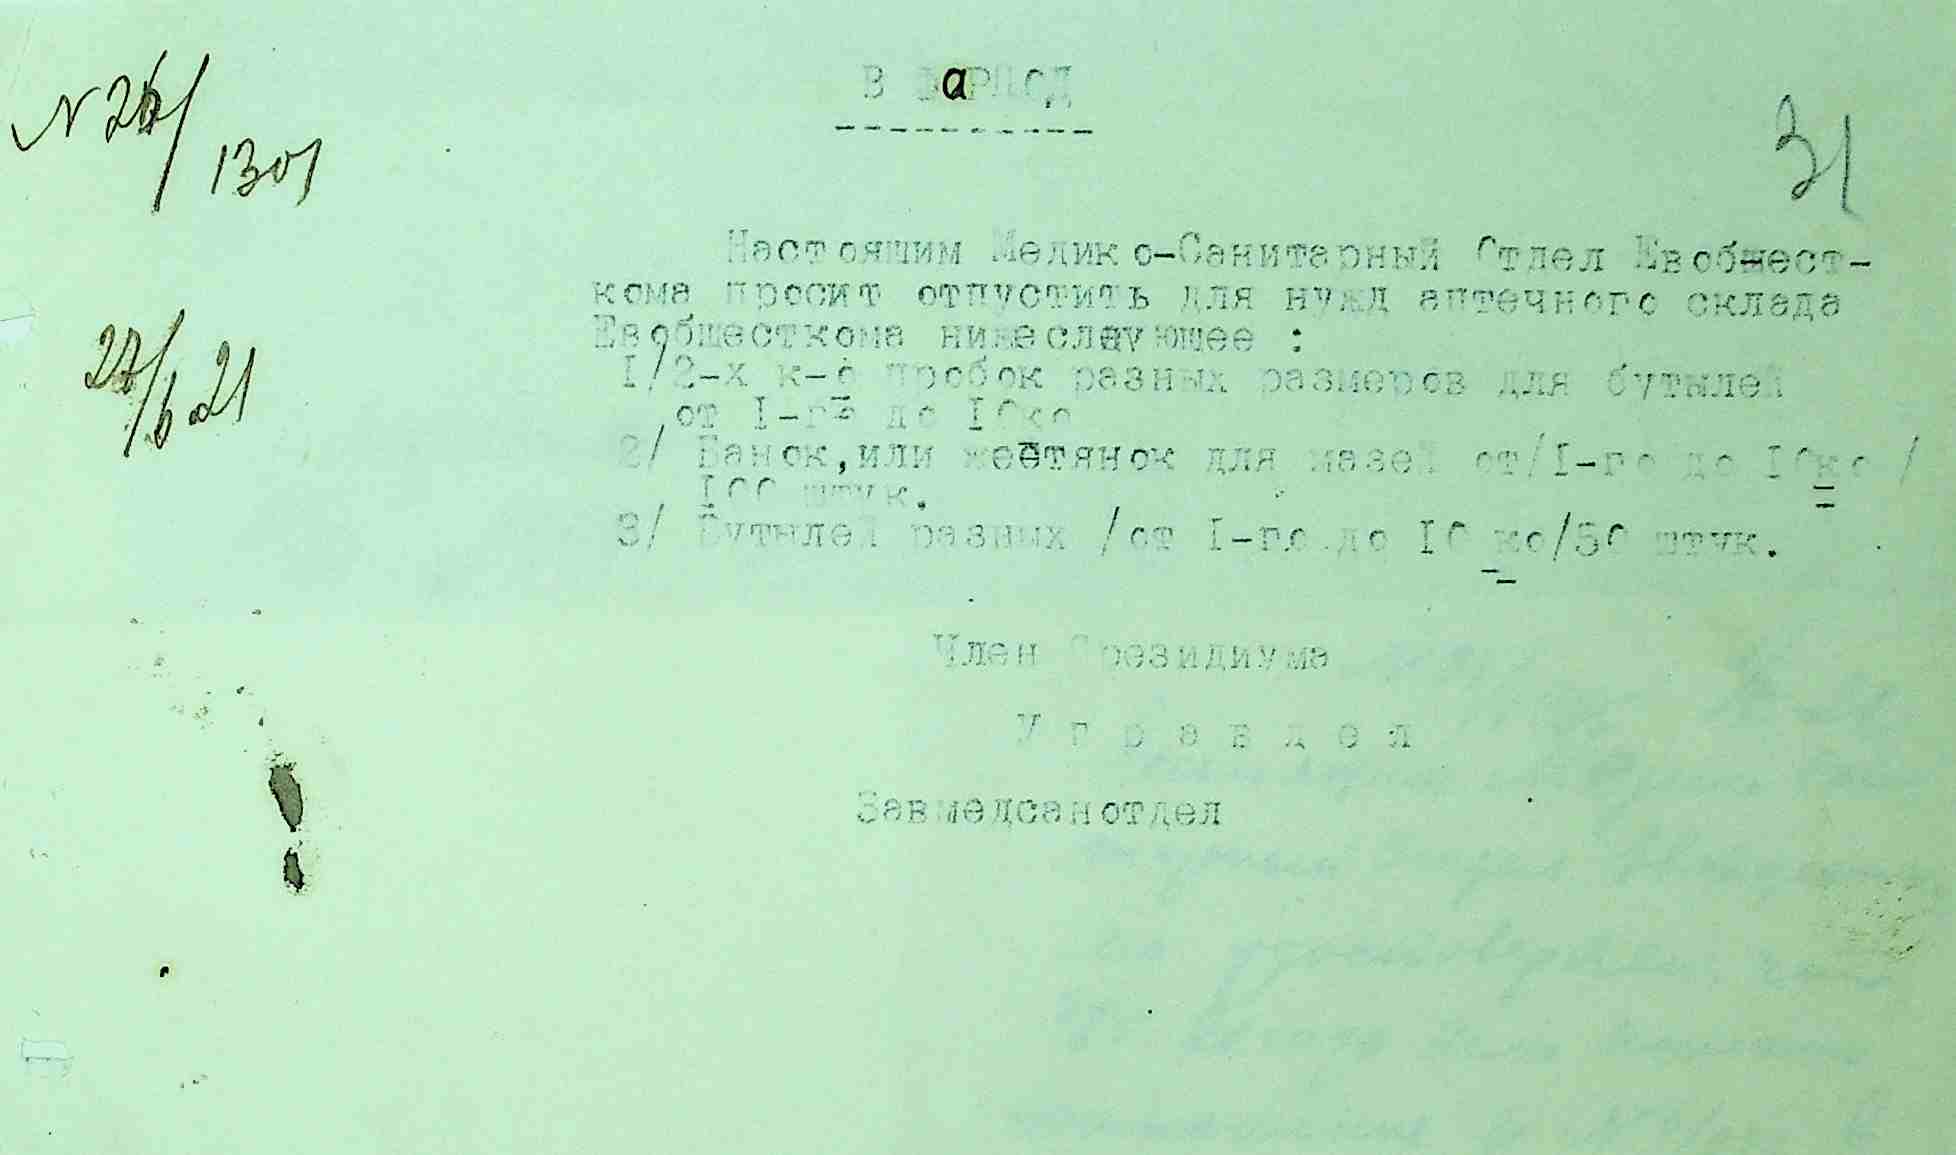 № 26/1301
31
27/6 21
Настоящим Медико-Санитарный Отдел Евобщест-
кома просит отпустить для нужд аптечного склада
Евобщесткома нижеследующее :
I/2-х к-о пробок разных размеров для бутылей
от I-го до I0ко
2/ Банок,или жестянок для мазей от/I-го до I0ко /
I00 штук.
3/ Бутылей разных /от I-го до I0 ко/50 штук.
Член Президиума
Управдел
Завмедсанотдел